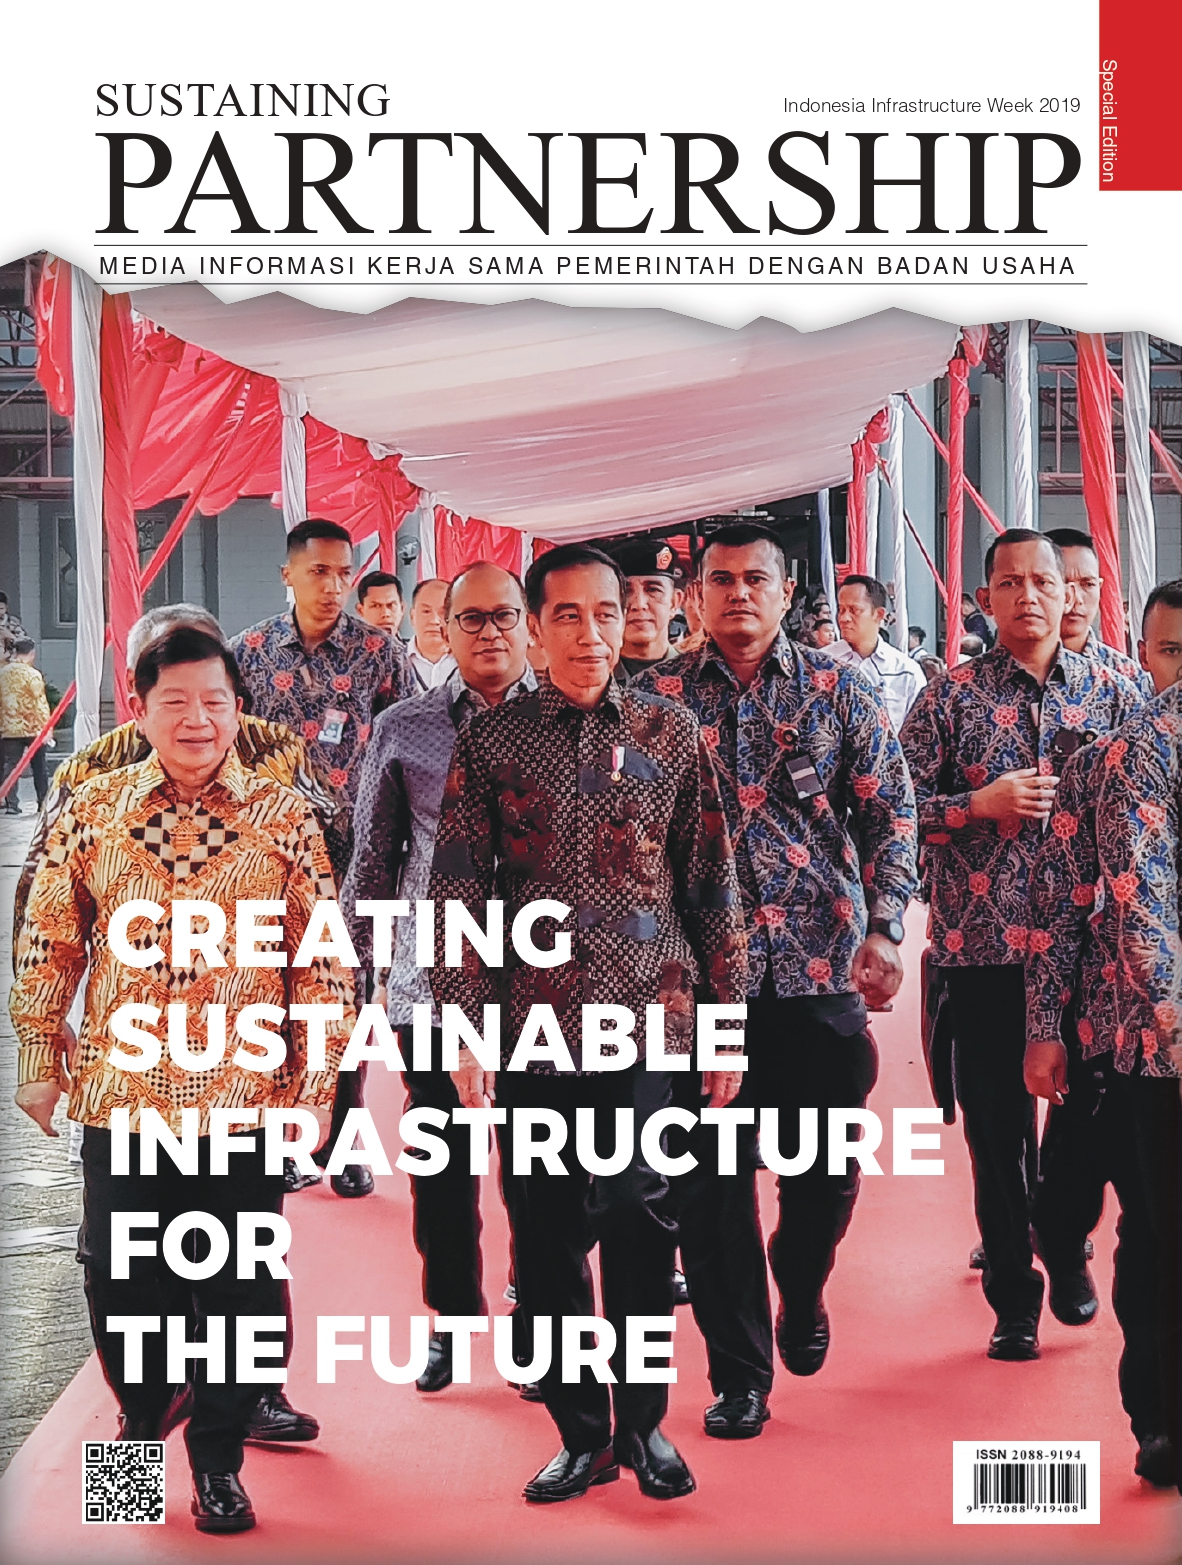 SUSTAINING
Indonesia Infrastructure Week 2019
Special Edition
PARTNERSHIP
MEDIA INFORMASI KERJA SAMA PEMERINTAH DENGAN BADAN USAHA
CREATING
SUSTAINABLE
INFRASTRUCTURE
FOR
THE FUTURE
ISSN 2088-9194
9 772088 919408